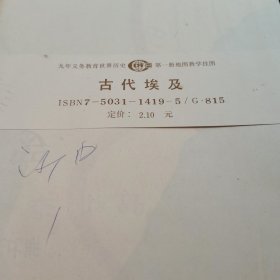 九年义务教育世界历史 第一册地图教学挂图
古代埃及
ISBN7-5031-1419-5/G·815
定价: 2.10 元
1